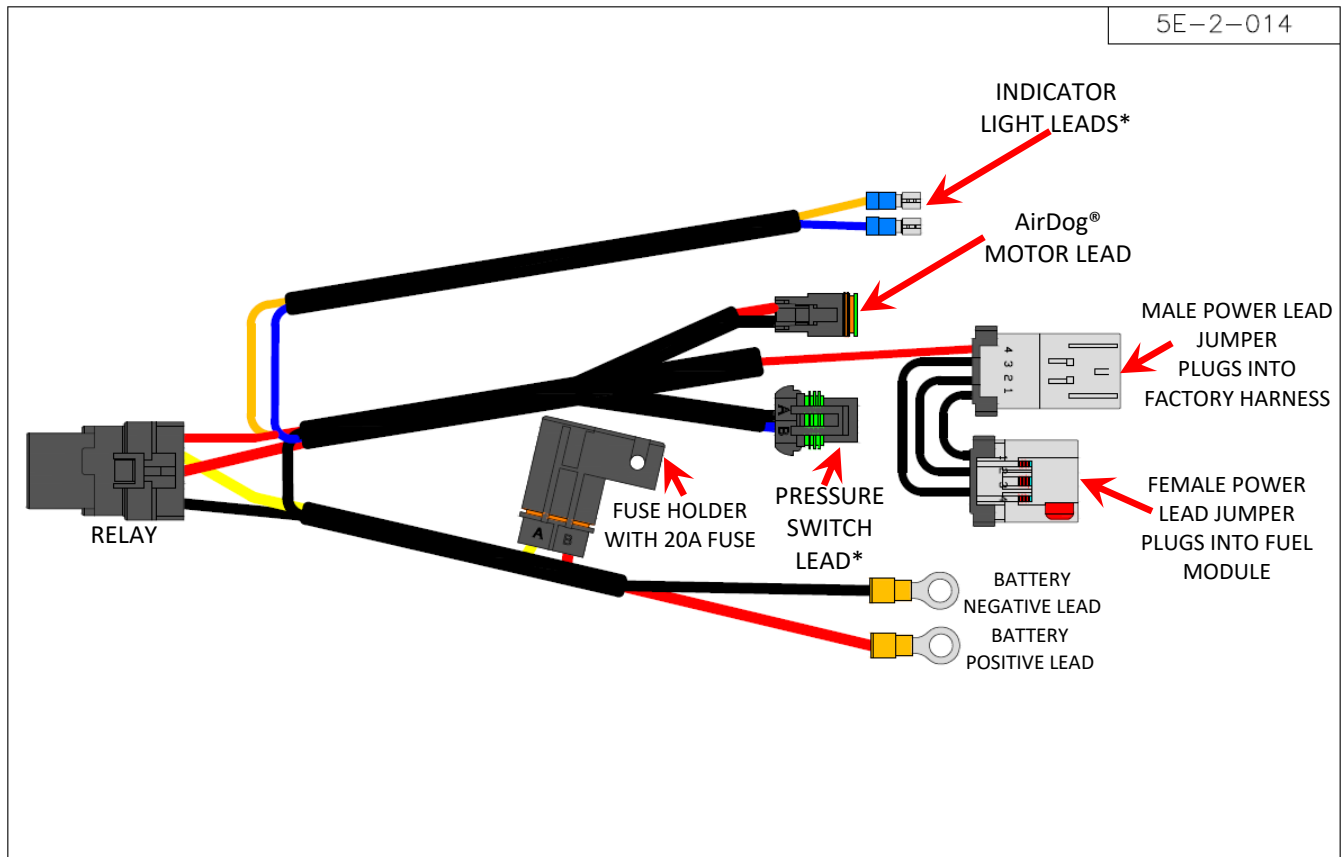 5E-2-014
INDICATOR
LIGHT LEADS*
AirDog®
MOTOR LEAD
MALE POWER LEAD
JUMPER
PLUGS INTO
FACTORY HARNESS
4 3 2 1
A
B
RELAY
FUSE HOLDER
WITH 20A FUSE
A B
PRESSURE
SWITCH
LEAD*
FEMALE POWER
LEAD JUMPER
PLUGS INTO FUEL
MODULE
BATTERY
NEGATIVE LEAD
BATTERY
POSITIVE LEAD